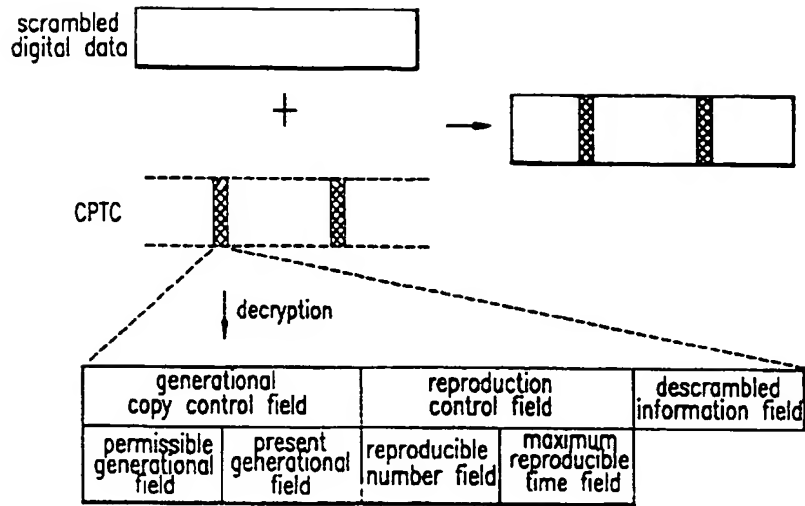 scrambled
digital data
CPTC
decryption
generational
copy control field
reproduction
control field
descrambled
information field
permissible
generational
field
present
generational
field
reproducible
number field
maximum
reproducible
time field